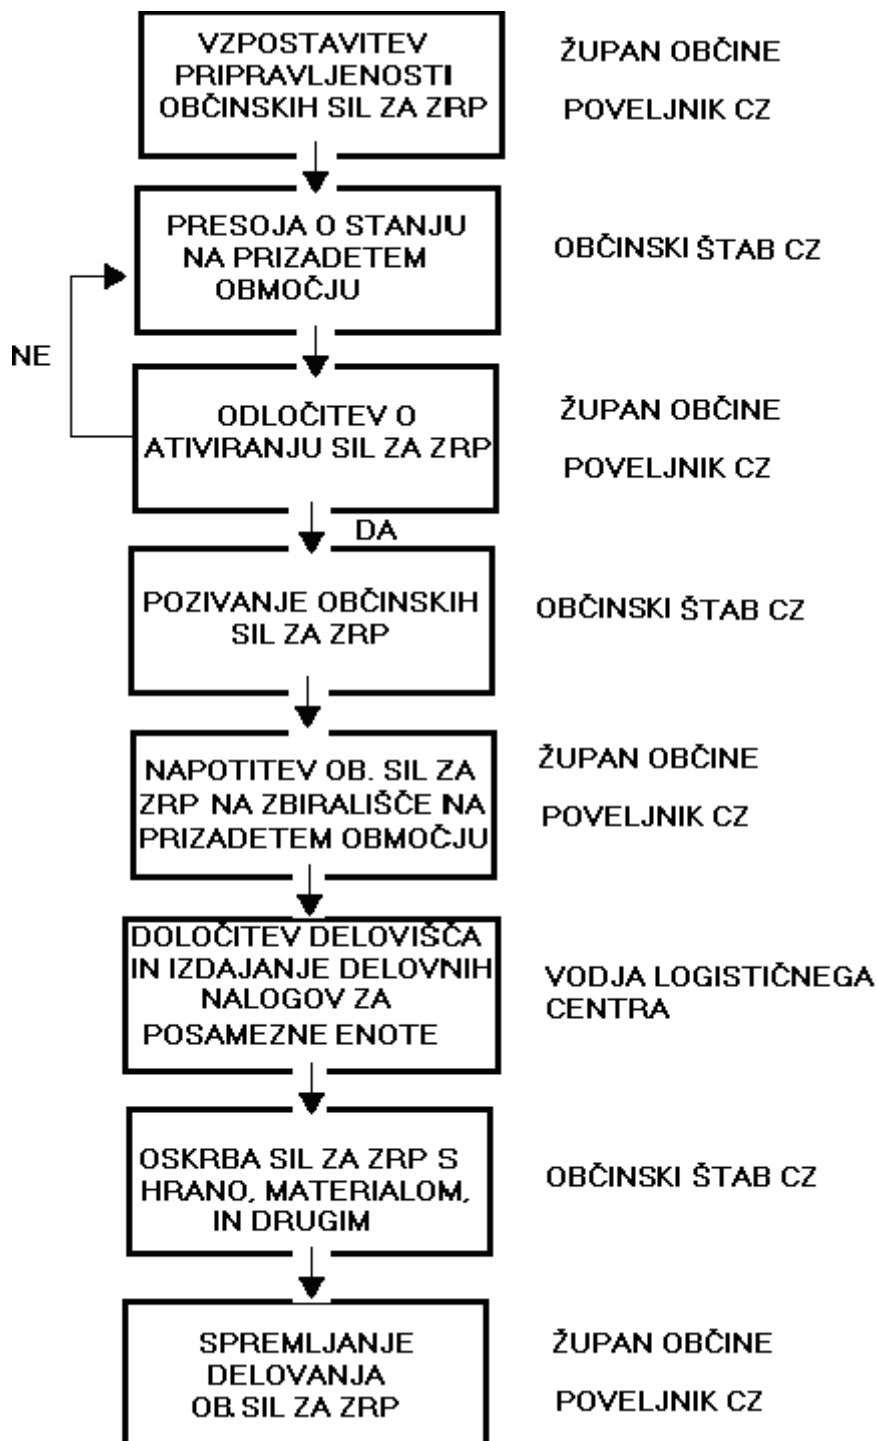 VZPOSTAVITEV
PRIPRAVLJENOSTI
OBČINSKIH SIL ZA ZRP
ŽUPAN OBČINE
POVELJNIK CZ
PRESOJA O STANJU
NA PRIZADETEM
OBMOČJU
OBČINSKI ŠTAB CZ
NE
ODLOČITEV O
ATIVIRANJU SIL ZA ZRP
ŽUPAN OBČINE
POVELJNIK CZ
DA
POZIVANJE OBČINSKIH
SIL ZA ZRP
OBČINSKI ŠTAB CZ
NAPOTITEV OB. SIL ZA
ZRP NA ZBIRALIŠČE NA
PRIZADETEM OBMOČJU
ŽUPAN OBČINE
POVELJNIK CZ
DOLOČITEV DELOVIŠČA
IN IZDAJANJE DELOVNIH
NALOGOV ZA
POSAMEZNE ENOTE
VODJA LOGISTIČNEGA
CENTRA
OSKRBA SIL ZA ZRP S
HRANO, MATERIALOM,
IN DRUGIM
OBČINSKI ŠTAB CZ
SPREMLJANJE
DELOVANJA
OB. SIL ZA ZRP
ŽUPAN OBČINE
POVELJNIK CZ